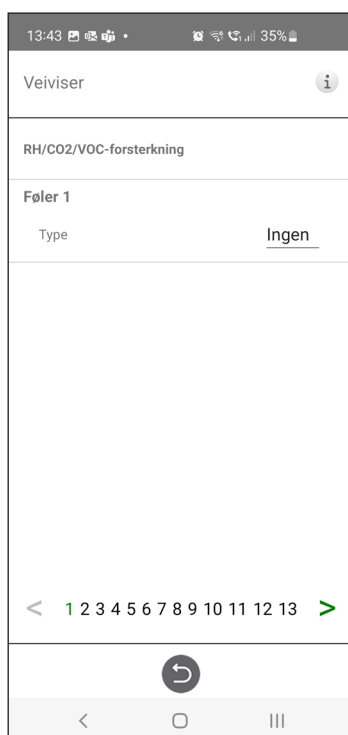 13:43 35%
Veiviser i
RH/CO2/VOC-forsterkning
Føler 1
Type Ingen
< 1 2 3 4 5 6 7 8 9 10 11 12 13 >